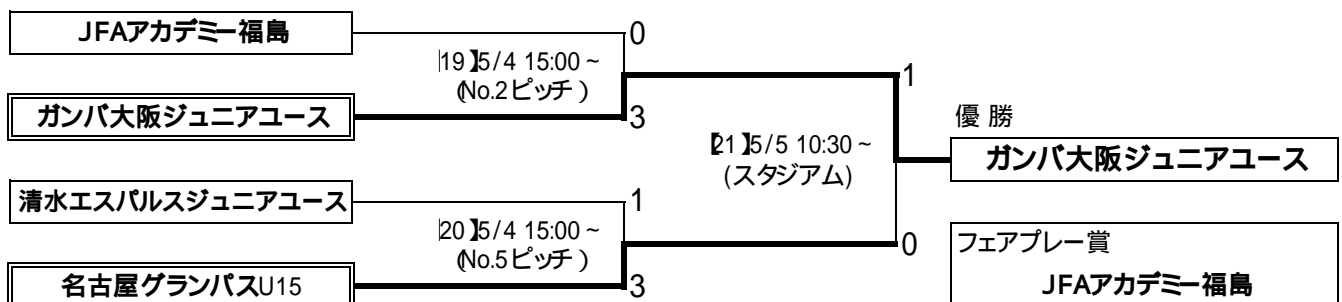 JFAアカデミー福島
0
【19】5/4 15:00～
(No.2ピッチ)
1
ガンバ大阪ジュニアユース
3
優 勝
【21】5/5 10:30～
ガンバ大阪ジュニアユース
(スタジアム)
清水エスパルスジュニアユース
1
【20】5/4 15:00～
0
フェアプレー賞
(No.5ピッチ)
名古屋グランパスU15
3
JFAアカデミー福島